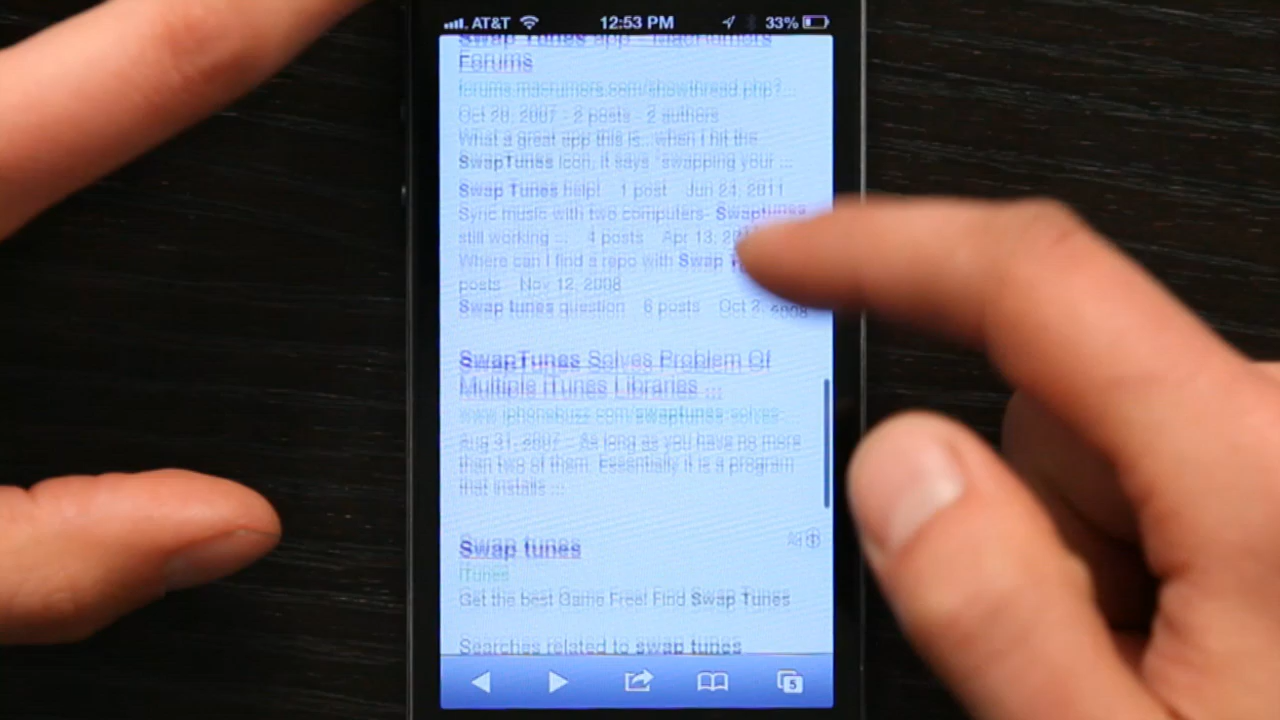 AT&T 12:53 PM 33%
Swap Tunes app - MacRumors
Forums
forums.macrumors.com/showthread.php?...
Oct 28, 2007 - 2 posts - 2 authors
What a great app this is...when I hit the
SwapTunes icon, it says "swapping your ...
Swap Tunes help! 1 post Jun 24, 2011
Sync music with two computers- Swaptunes
still working ... 4 posts Apr 13,
Where can I find a repo with Swap
posts Nov 12, 2008
Swap tunes question 6 posts Oct 2, 2008
SwapTunes Solves Problem Of
Multiple iTunes Libraries ...
www.iphonebuzz.com/swaptunes-solves-
Aug 31, 2007 - As long as you have no more
than two of them. Essentially it is a program
that installs ...
Swap tunes Ad
iTunes
Get the best Game Free! Find Swap Tunes
Searches related to swap tunes
5